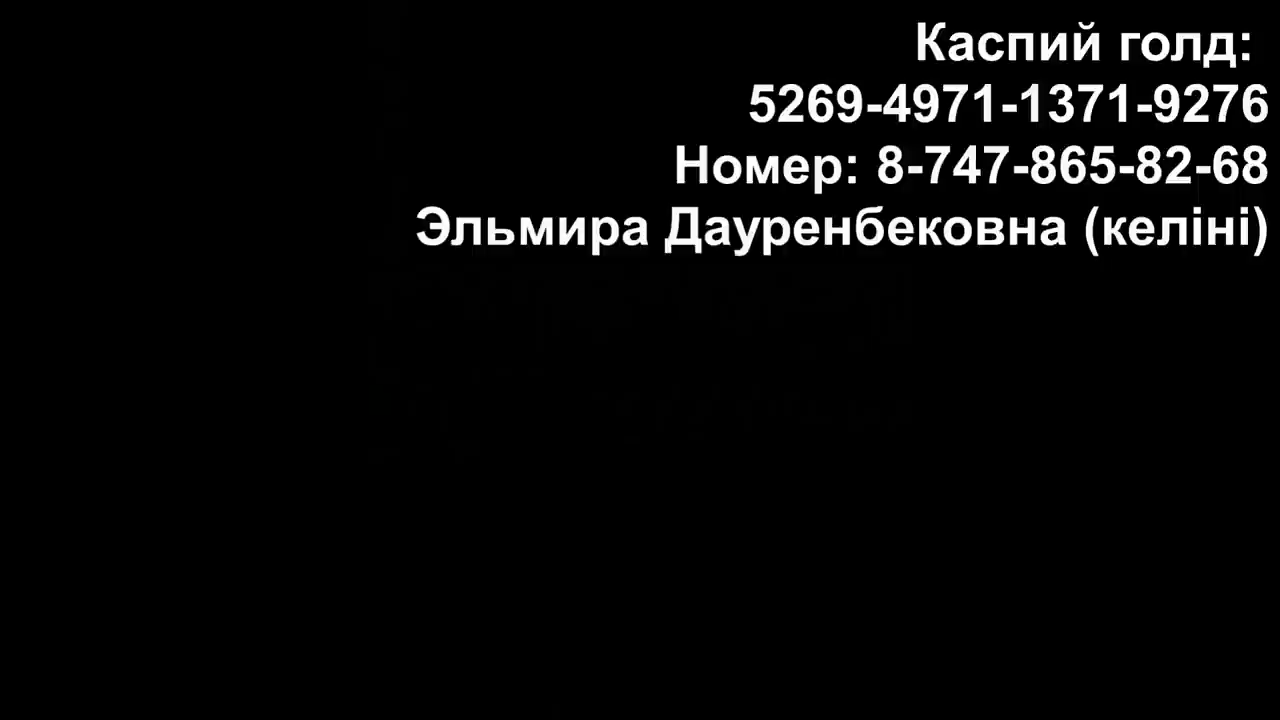 Каспий голд:
5269-4971-1371-9276
Номер: 8-747-865-82-68
Эльмира Дауренбековна (келіні)